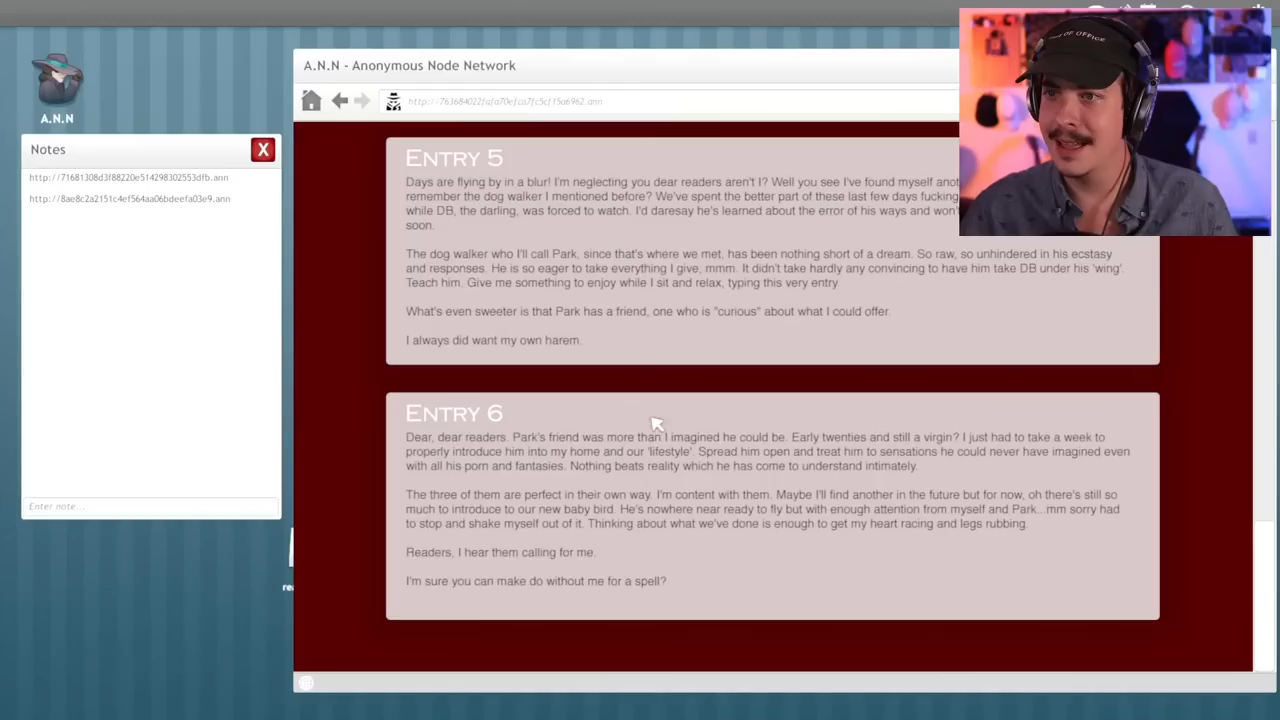 OUT OF OFFICE
A.N.N
A.N.N - Anonymous Node Network
Notes
X
http://71681308d3f88220e514298302553dfb.ann
http://8ae8c2a2151c4ef564aa06bdeefa03e9.ann
Enter note...
http://763684022fafa70efca7fc5cf15a6962.ann
ENTRY 5
Days are flying by in a blur! I'm neglecting you dear readers aren't I? Well you see I've found myself
remember the dog walker I mentioned before? We've spent the better part of these last few days fucking
while DB, the darling, was forced to watch. I'd daresay he's learned about the error of his ways and won't
soon.
The dog walker who I'll call Park, since that's where we met, has been nothing short of a dream. So raw, so unhindered in his ecstasy
and responses. He is so eager to take everything I give, mmm. It didn't take hardly any convincing to have him take DB under his 'wing'.
Teach him. Give me something to enjoy while I sit and relax, typing this very entry
What's even sweeter is that Park has a friend, one who is "curious" about what I could offer.
I always did want my own harem.
ENTRY 6
Dear, dear readers. Park's friend was more than I imagined he could be. Early twenties and still a virgin? I just had to take a week to
properly introduce him into my home and our 'lifestyle'. Spread him open and treat him to sensations he could never have imagined even
with all his porn and fantasies. Nothing beats reality which he has come to understand intimately.
The three of them are perfect in their own way. I'm content with them. Maybe I'll find another in the future but for now, oh there's still so
much to introduce to our new baby bird. He's nowhere near ready to fly but with enough attention from myself and Park...mm sorry had
to stop and shake myself out of it. Thinking about what we've done is enough to get my heart racing and legs rubbing.
Readers, I hear them calling for me.
I'm sure you can make do without me for a spell?